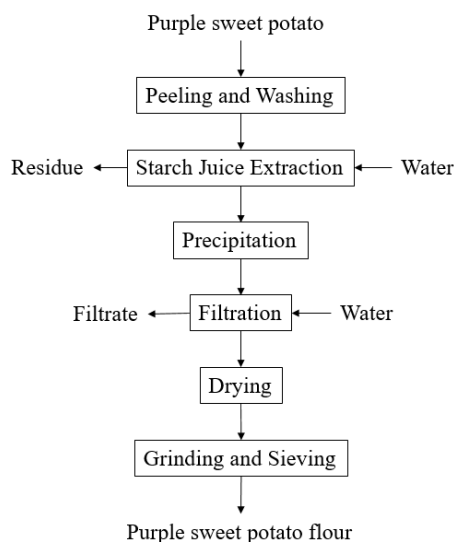 Purple sweet potato
Peeling and Washing
Residue
Starch Juice Extraction
Water
Precipitation
Filtrate
Filtration
Water
Drying
Grinding and Sieving
Purple sweet potato flour